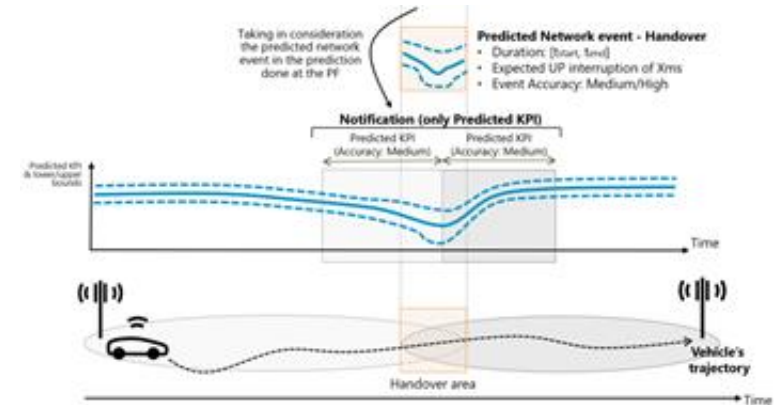 Taking in consideration
the predicted network
event in the prediction
done at the PF
Predicted Network event - Handover
• Duration: [tstart, tend]
• Expected UP interruption of Xms
• Event Accuracy: Medium/High
Notification (only Predicted KPI)
Predicted KPI
(Accuracy: Medium)
Predicted KPI
(Accuracy: Medium)
Predicted KPI
& lower/upper
bounds
Time
Vehicle's
trajectory
Handover area
Time